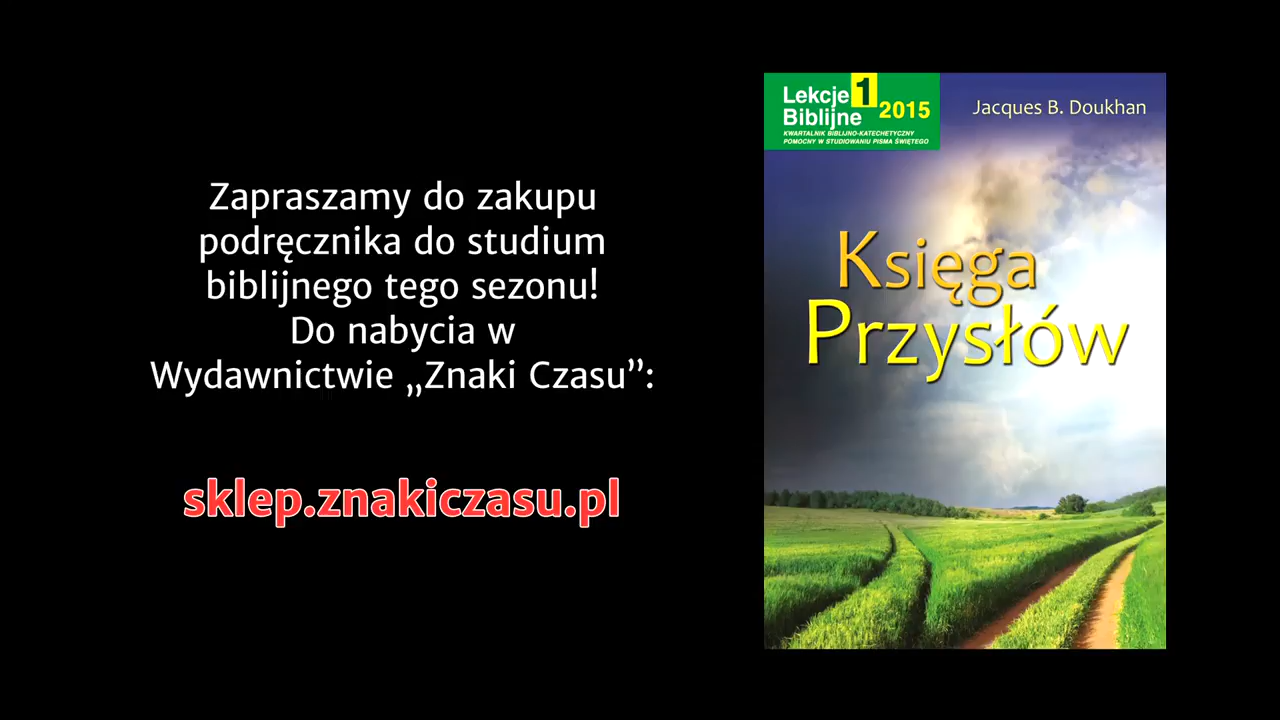 Zapraszamy do zakupu
podręcznika do studium
biblijnego tego sezonu!
Do nabycia w
Wydawnictwie „Znaki Czasu”:
sklep.znakiczasu.pl
Lekcje 1 2015
Biblijne
KWARTALNIK BIBLIJNO-KATECHETYCZNY
POMOCNY W STUDIOWANIU PISMA ŚWIĘTEGO
Jacques B. Doukhan
Księga
Przysłów